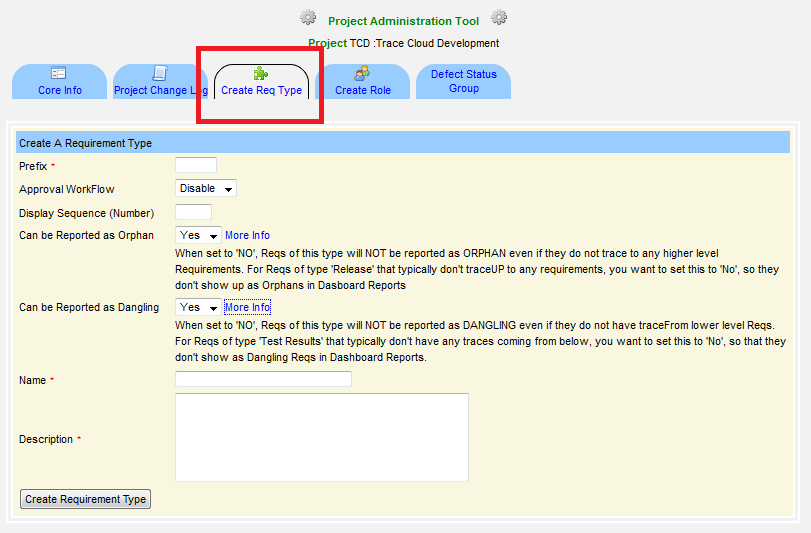 Project Administration Tool
Project TCD :Trace Cloud Development
Core Info
Project Change Log
Create Req Type
Create Role
Defect Status
Group
Create A Requirement Type
Prefix *
Approval WorkFlow Disable
Display Sequence (Number)
Can be Reported as Orphan Yes More Info
When set to 'NO', Reqs of this type will NOT be reported as ORPHAN even if they do not trace to any higher level
Requirements. For Reqs of type 'Release' that typically don't traceUP to any requirements, you want to set this to 'No', so they
don't show up as Orphans in Dasboard Reports
Can be Reported as Dangling Yes More Info
When set to 'NO', Reqs of this type will NOT be reported as DANGLING even if they do not have traceFrom lower level Reqs.
For Reqs of type 'Test Results' that typically don't have any traces coming from below, you want to set this to 'No', so that they
don't show as Dangling Reqs in Dashboard Reports.
Name *
Description *
Create Requirement Type